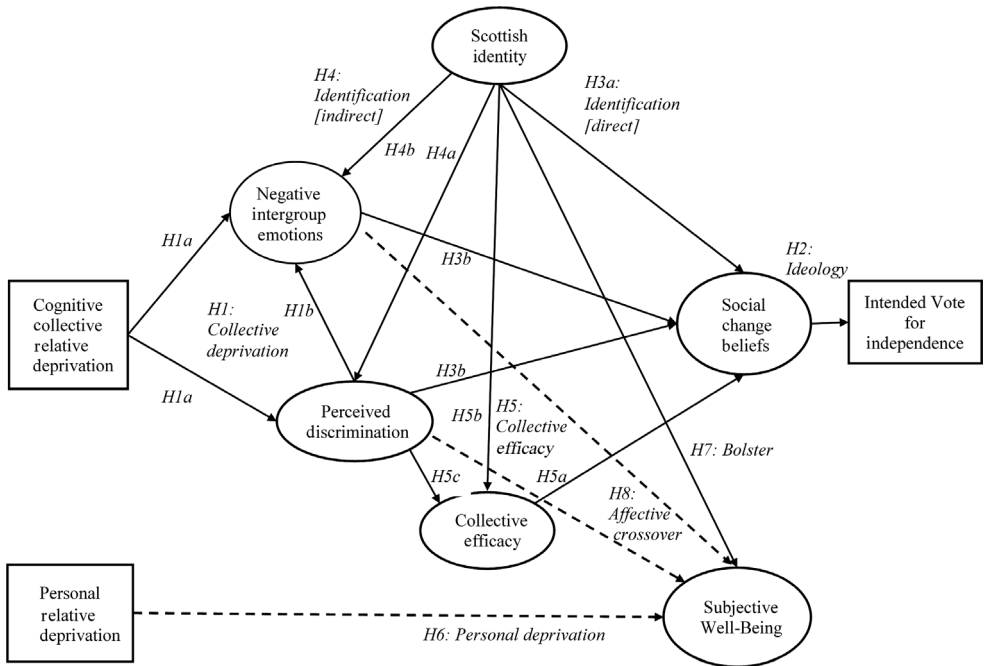 Scottish
identity
H4:
Identification
[indirect]
H3a:
Identification
[direct]
H4b
H4a
Negative
intergroup
emotions
H1a
H3b
H2:
Ideology
Cognitive
collective
relative
deprivation
H1:
Collective
deprivation
H1b
Social
change
beliefs
Intended Vote
for
independence
H1a
H3b
Perceived
discrimination
H5b
H5:
Collective
efficacy
H7: Bolster
H5c
H5a
H8:
Affective
crossover
Collective
efficacy
Personal
relative
deprivation
Subjective
Well-Being
H6: Personal deprivation